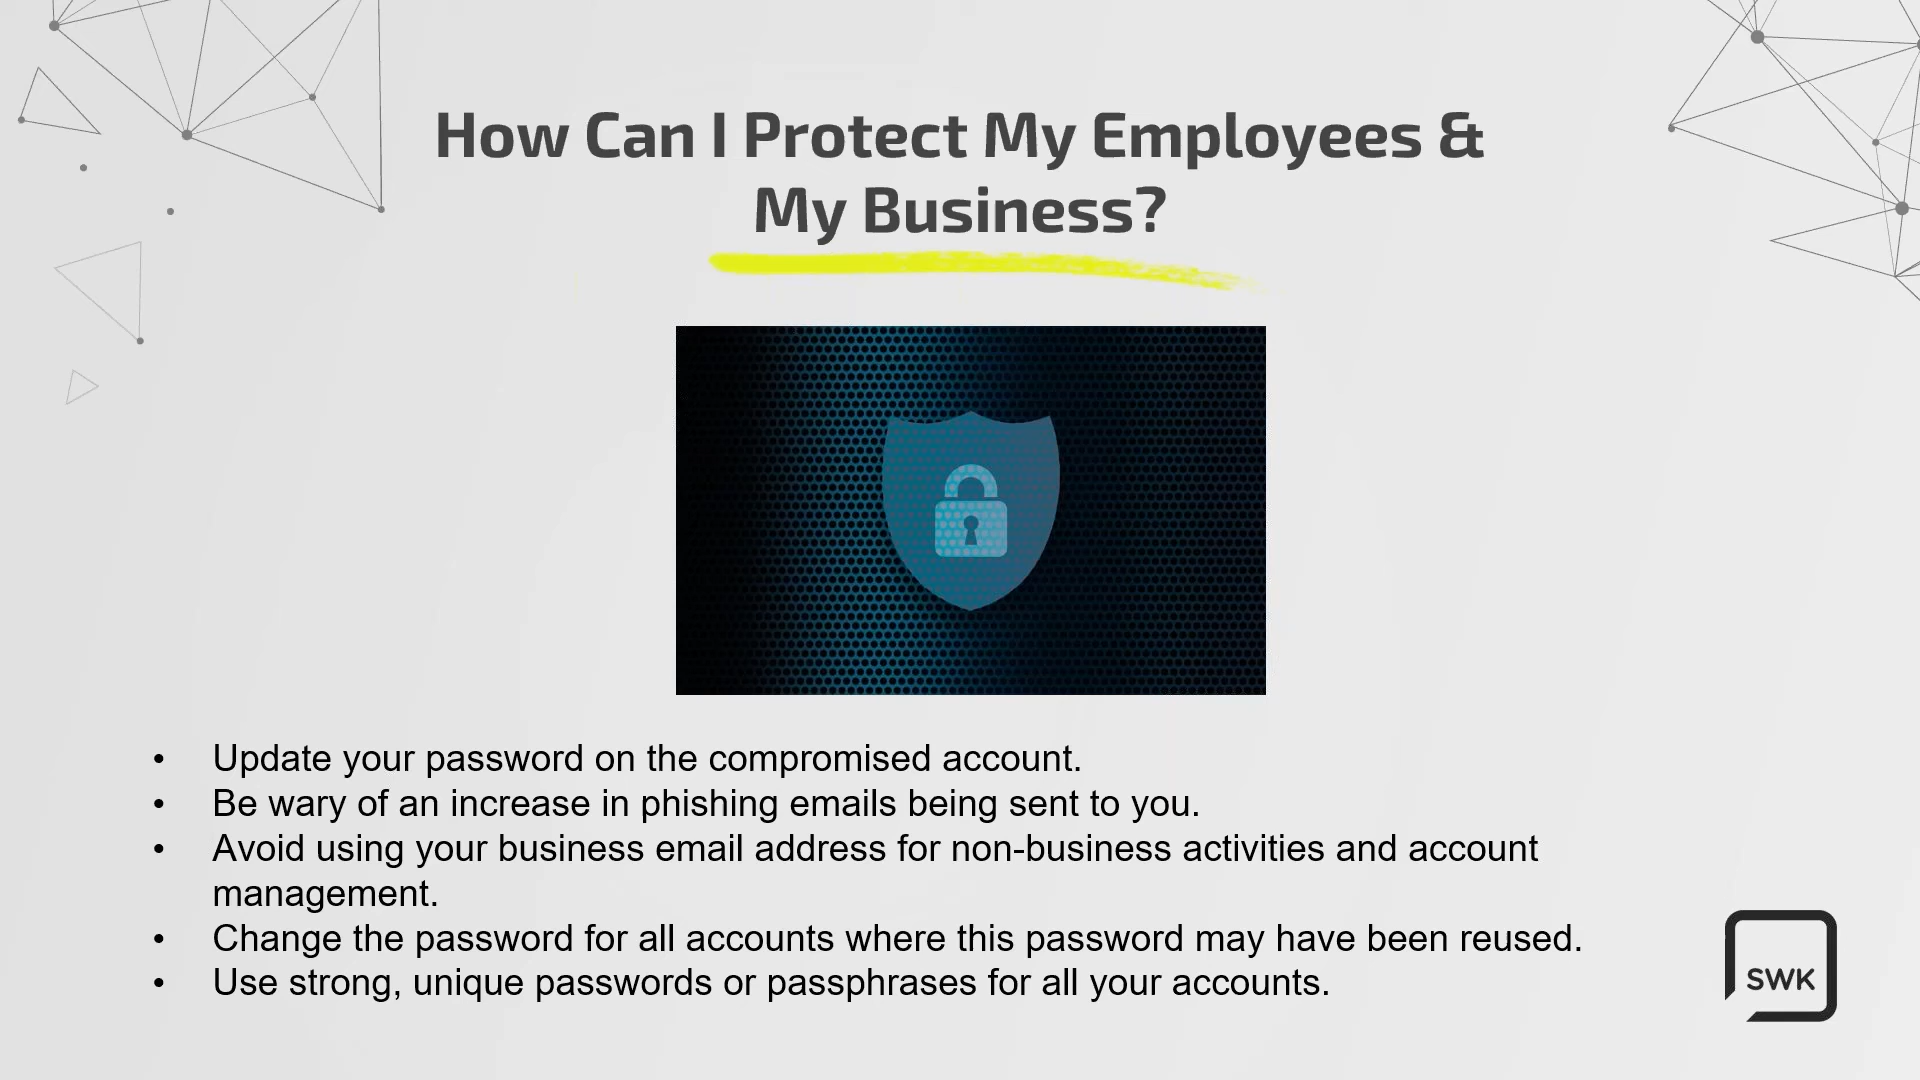 How Can I Protect My Employees &
My Business?
• Update your password on the compromised account.
• Be wary of an increase in phishing emails being sent to you.
• Avoid using your business email address for non-business activities and account
management.
• Change the password for all accounts where this password may have been reused.
• Use strong, unique passwords or passphrases for all your accounts.
SWK